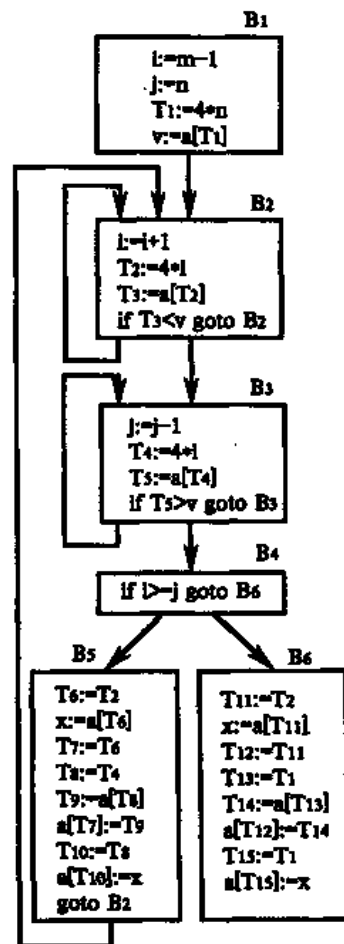 B1
i:=m-1
j:=n
T1:=4*n
v:=a[T1]
B2
i:=i+1
T2:=4*i
T3:=a[T2]
if T3<v goto B2
B3
j:=j-1
T4:=4*i
T5:=a[T4]
if T5>v goto B3
B4
if i>=j goto B6
B5
T6:=T2
x:=a[T6]
T7:=T6
T8:=T4
T9:=a[T8]
a[T7]:=T9
T10:=T8
a[T10]:=x
goto B2
B6
T11:=T2
x:=a[T11]
T12:=T11
T13:=T1
T14:=a[T13]
a[T12]:=T14
T15:=T1
a[T15]:=x